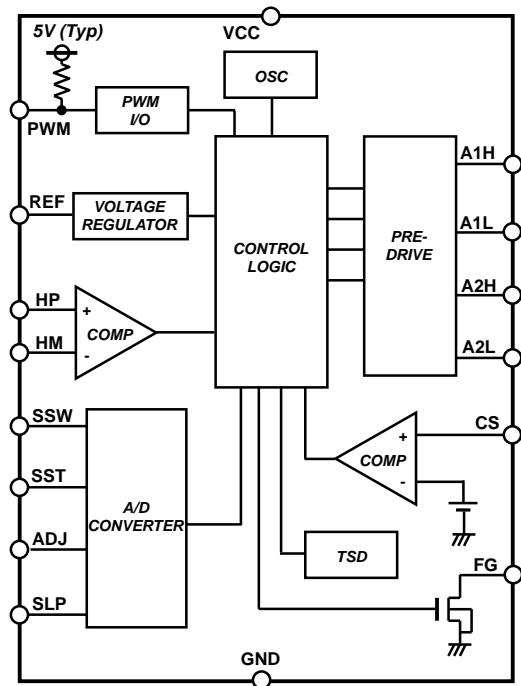 5V (Typ)
VCC
OSC
PWM
I/O
PWM
A1H
REF
VOLTAGE
REGULATOR
A1L
CONTROL
LOGIC
PRE-
DRIVE
HP
+
COMP
A2H
HM
-
A2L
SSW
CS
+
COMP
-
SST
A/D
CONVERTER
ADJ
TSD
FG
SLP
GND